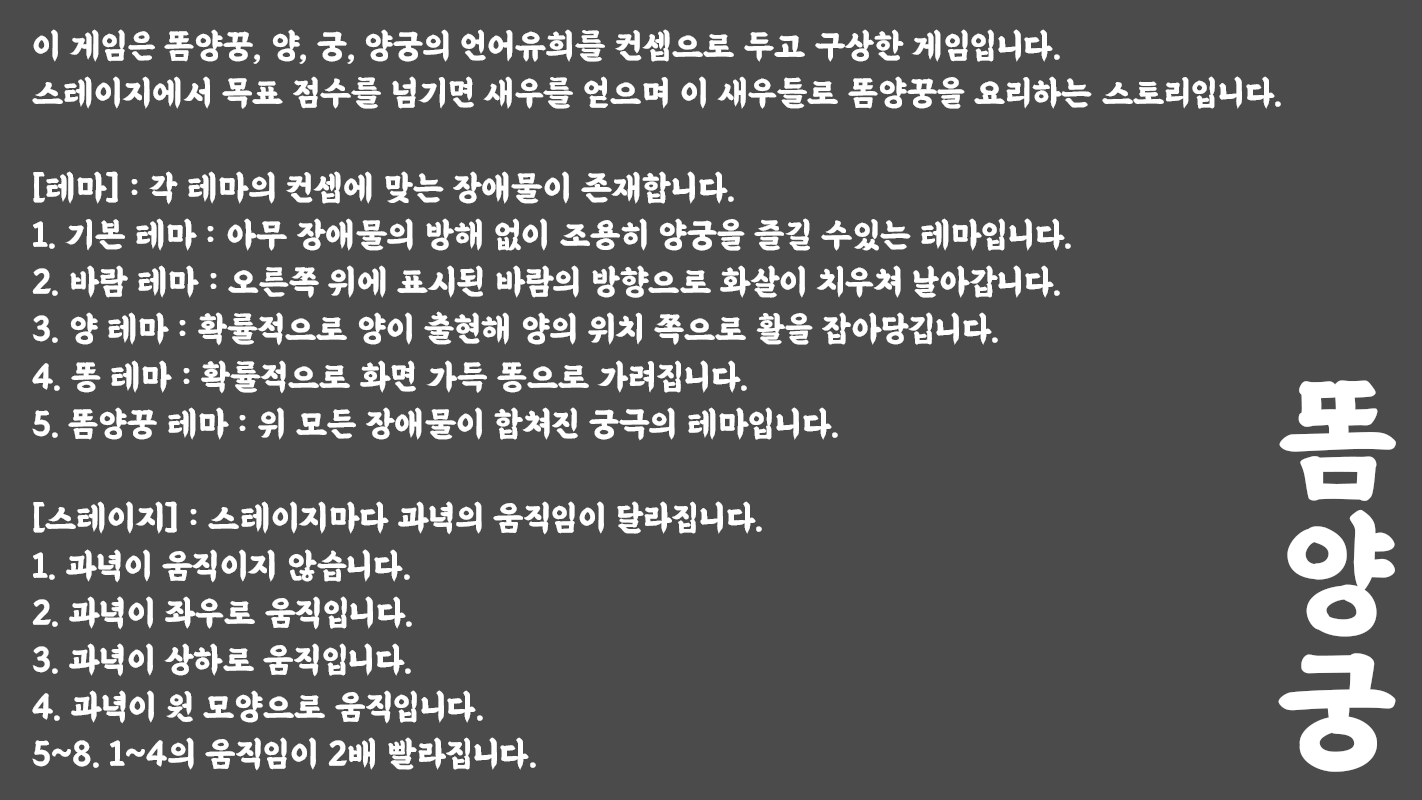 이 게임은 똠양꿍, 양, 궁, 양궁의 언어유희를 컨셉으로 두고 구상한 게임입니다.
스테이지에서 목표 점수를 넘기면 새우를 얻으며 이 새우들로 똠양꿍을 요리하는 스토리입니다.
[테마] : 각 테마의 컨셉에 맞는 장애물이 존재합니다.
1. 기본 테마 : 아무 장애물의 방해 없이 조용히 양궁을 즐길 수있는 테마입니다.
2. 바람 테마 : 오른쪽 위에 표시된 바람의 방향으로 화살이 치우쳐 날아갑니다.
3. 양 테마 : 확률적으로 양이 출현해 양의 위치 쪽으로 활을 잡아당깁니다.
4. 똥 테마 : 확률적으로 화면 가득 똥으로 가려집니다.
5. 똠양꿍 테마 : 위 모든 장애물이 합쳐진 궁극의 테마입니다.
[스테이지] : 스테이지마다 과녁의 움직임이 달라집니다.
1. 과녁이 움직이지 않습니다.
2. 과녁이 좌우로 움직입니다.
3. 과녁이 상하로 움직입니다.
4. 과녁이 원 모양으로 움직입니다.
5~8. 1~4의 움직임이 2배 빨라집니다.
똠
양
궁